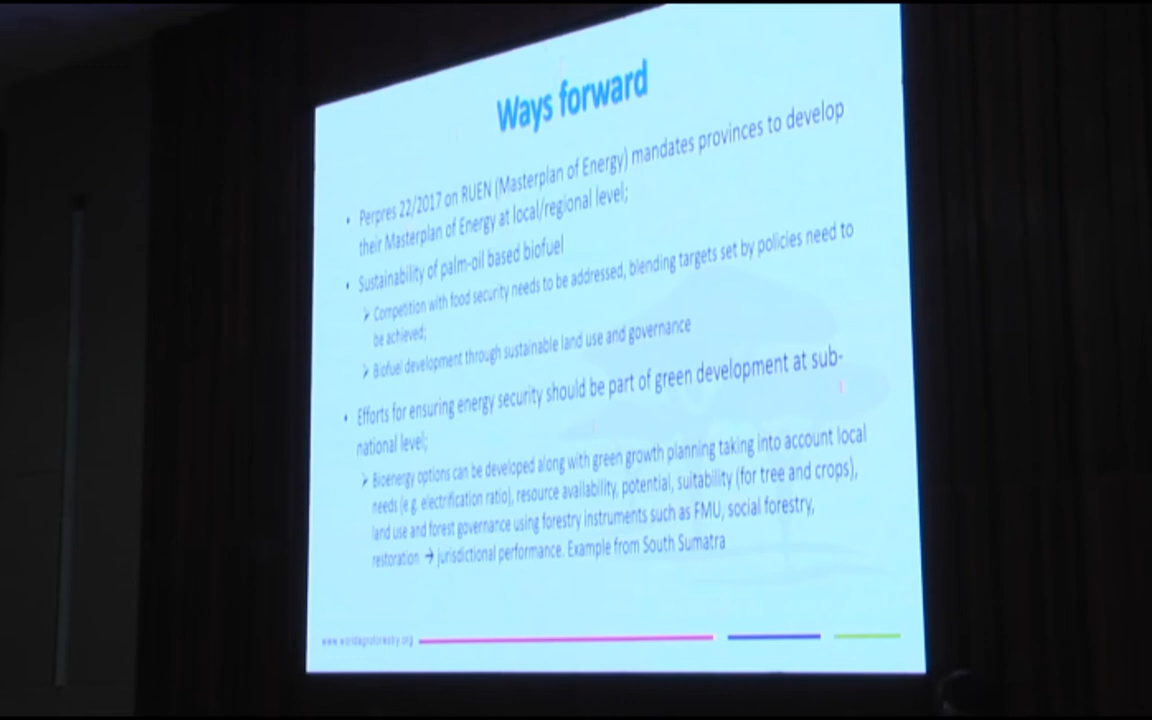 Ways forward
• Perpres 22/2017 on RUEN (Masterplan of Energy) mandates provinces to develop
their Masterplan of Energy at local/regional level;
• Sustainability of palm-oil based biofuel
➢ Competition with food security needs to be addressed, blending targets set by policies need to
be achieved;
➢ Biofuel development through sustainable land use and governance
• Efforts for ensuring energy security should be part of green development at sub-
national level;
➢ Bioenergy options can be developed along with green growth planning taking into account local
needs (e.g. electrification ratio), resource availability, potential, suitability (for tree and crops),
land use and forest governance using forestry instruments such as FMU, social forestry,
restoration → jurisdictional performance. Example from South Sumatra
www.worldagroforestry.org